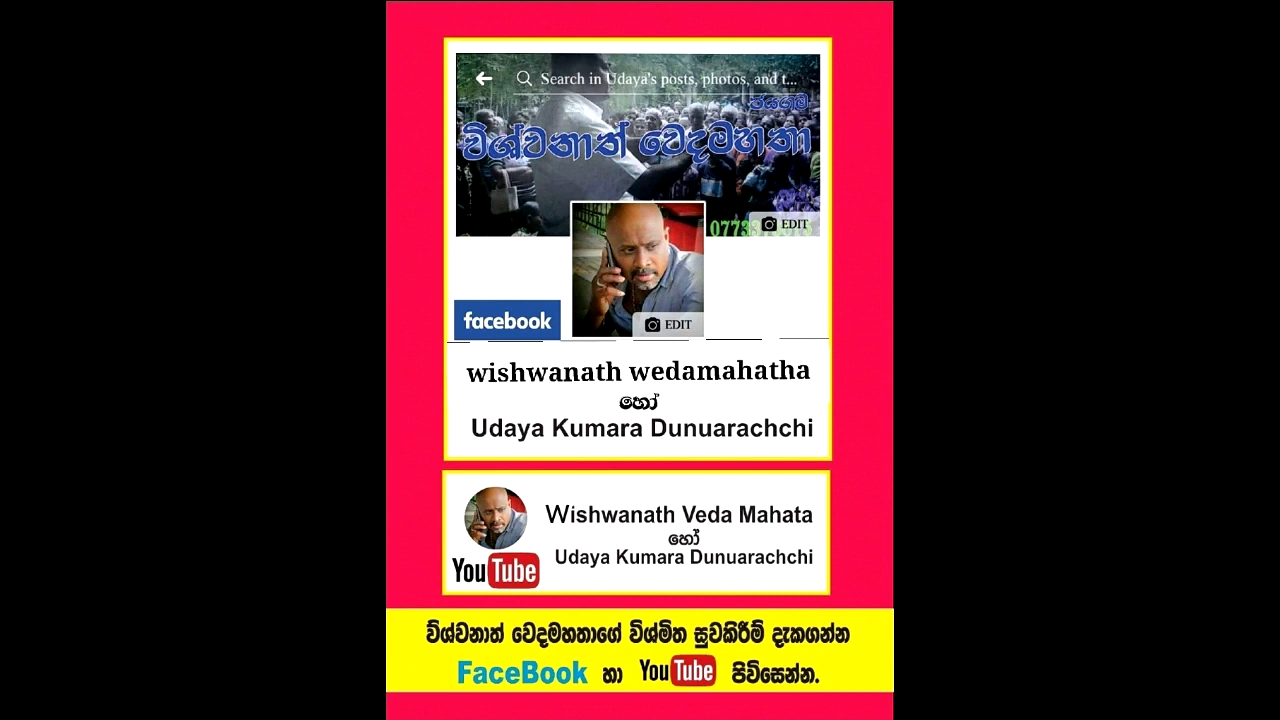 Search in Udaya's posts, photos, and t...
ජයගුරු
විශ්වනාත් වෙදමහතා
EDIT
EDIT
facebook
wishwanath wedamahatha
හෝ
Udaya Kumara Dunuarachchi
Wishwanath Veda Mahata
හෝ
Udaya Kumara Dunuarachchi
YouTube
විශ්වනාත් වෙදමහතාගේ විශ්මිත සුවකිරීම් දැකගන්න
FaceBook හා YouTube පිවිසෙන්න.